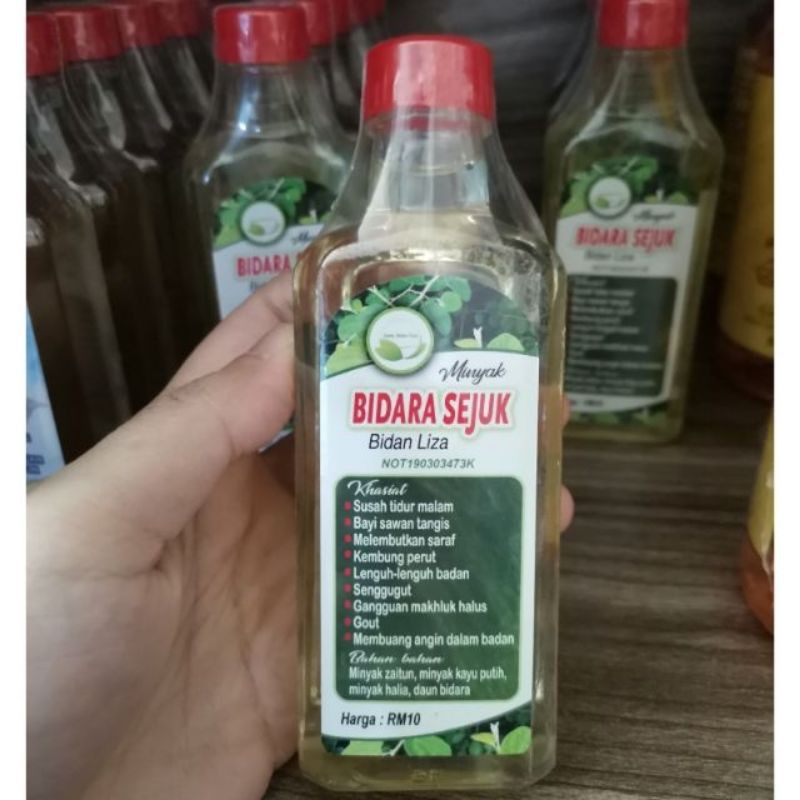 Minyak
BIDARA SEJUK
Bidan Liza
NOT190303473K
Khasiat
Susah tidur malam
Bayi sawan tangis
Melembutkan saraf
Kembung perut
Lenguh-lenguh badan
Senggugut
Gangguan makhluk halus
Gout
Membuang angin dalam badan
Bahan bahan
Minyak zaitun, minyak kayu putih,
minyak halia, daun bidara
Harga : RM10
Minyak
BIDARA
Minyak
BIDARA SEJUK
Bidan Liza